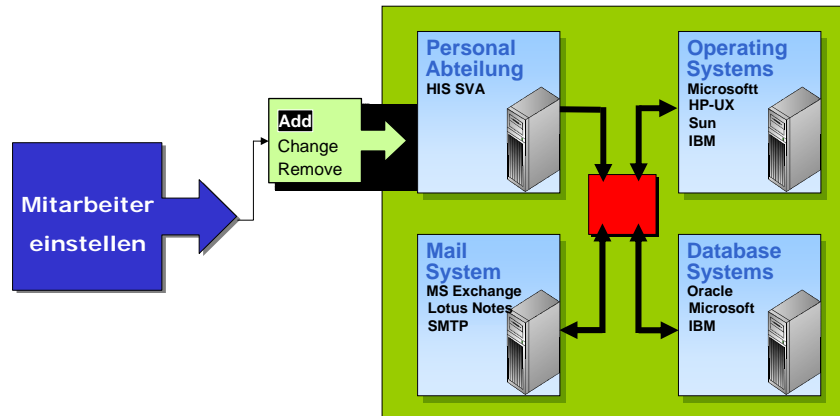 Mitarbeiter
einstellen
Add
Change
Remove
Personal
Abteilung
HIS SVA
Operating
Systems
Microsoftt
HP-UX
Sun
IBM
Mail
System
MS Exchange
Lotus Notes
SMTP
Database
Systems
Oracle
Microsoft
IBM